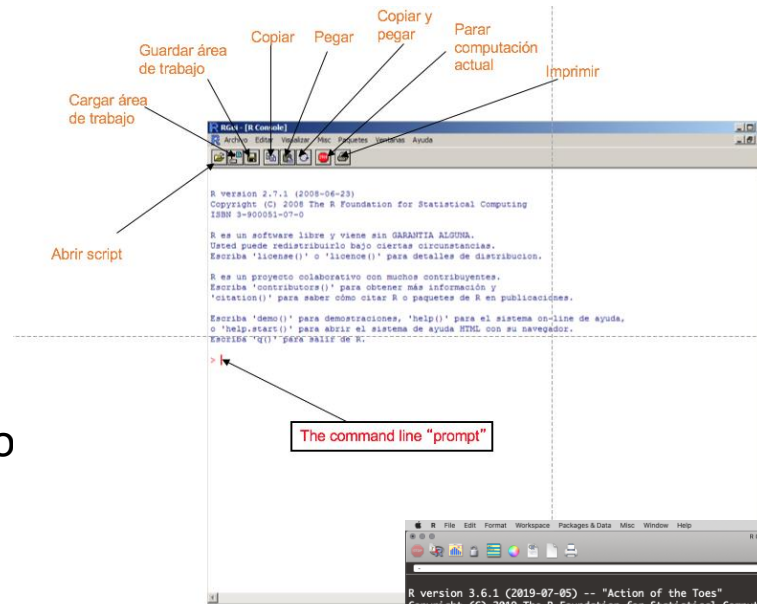 Copiar y
pegar
Parar
computación
actual
Copiar
Pegar
Guardar área
de trabajo
Imprimir
Cargar área
de trabajo
Abrir script
RGui - [R Console]
Archivo Editar Visualizar Misc Paquetes Ventanas Ayuda
R version 2.7.1 (2008-06-23)
Copyright (C) 2008 The R Foundation for Statistical Computing
ISBN 3-900051-07-0
R es un software libre y viene sin GARANTIA ALGUNA.
Usted puede redistribuirlo bajo ciertas circunstancias.
Escriba 'license()' o 'licence()' para detalles de distribucion.
R es un proyecto colaborativo con muchos contribuyentes.
Escriba 'contributors()' para obtener más información y
'citation()' para saber cómo citar R o paquetes de R en publicaciones.
Escriba 'demo()' para demostraciones, 'help()' para el sistema on-line de ayuda,
o 'help.start()' para abrir el sistema de ayuda HTML con su navegador.
Escriba 'q()' para salir de R.
>
The command line “prompt”
R File Edit Format Workspace Packages & Data Misc Window Help
R version 3.6.1 (2019-07-05) -- "Action of the Toes"